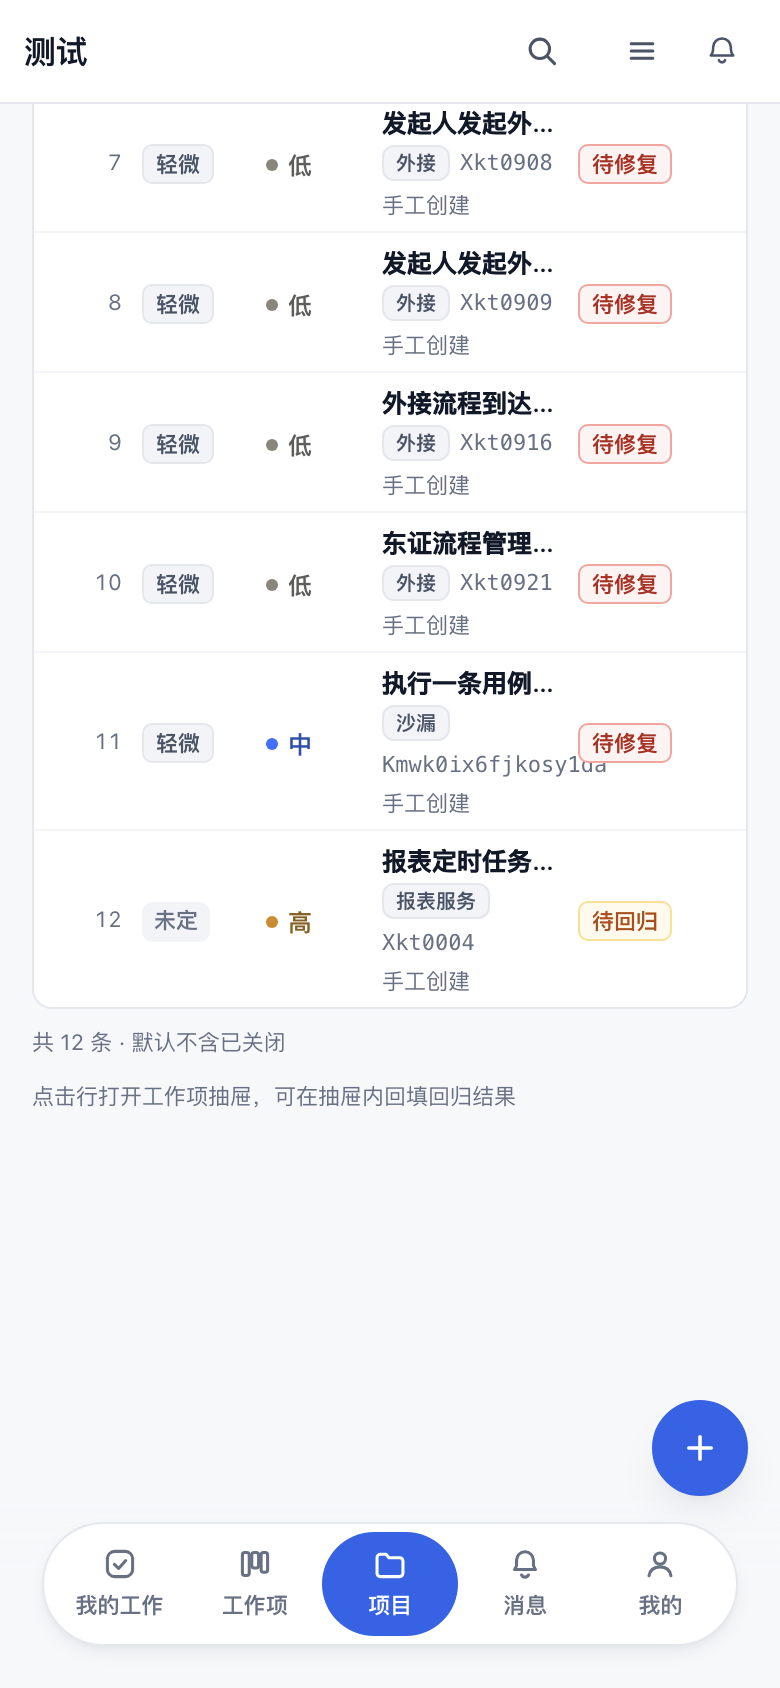 测试
发起人发起外...
7 轻微 低 外接 Xkt0908 待修复
手工创建
发起人发起外...
8 轻微 低 外接 Xkt0909 待修复
手工创建
外接流程到达...
9 轻微 低 外接 Xkt0916 待修复
手工创建
东证流程管理...
10 轻微 低 外接 Xkt0921 待修复
手工创建
执行一条用例...
沙漏
11 轻微 中 待修复
Kmwk0ix6fjkosy1da
手工创建
报表定时任务...
报表服务
12 未定 高 待回归
Xkt0004
手工创建
共 12 条 · 默认不含已关闭
点击行打开工作项抽屉，可在抽屉内回填回归结果
我的工作 工作项 项目 消息 我的